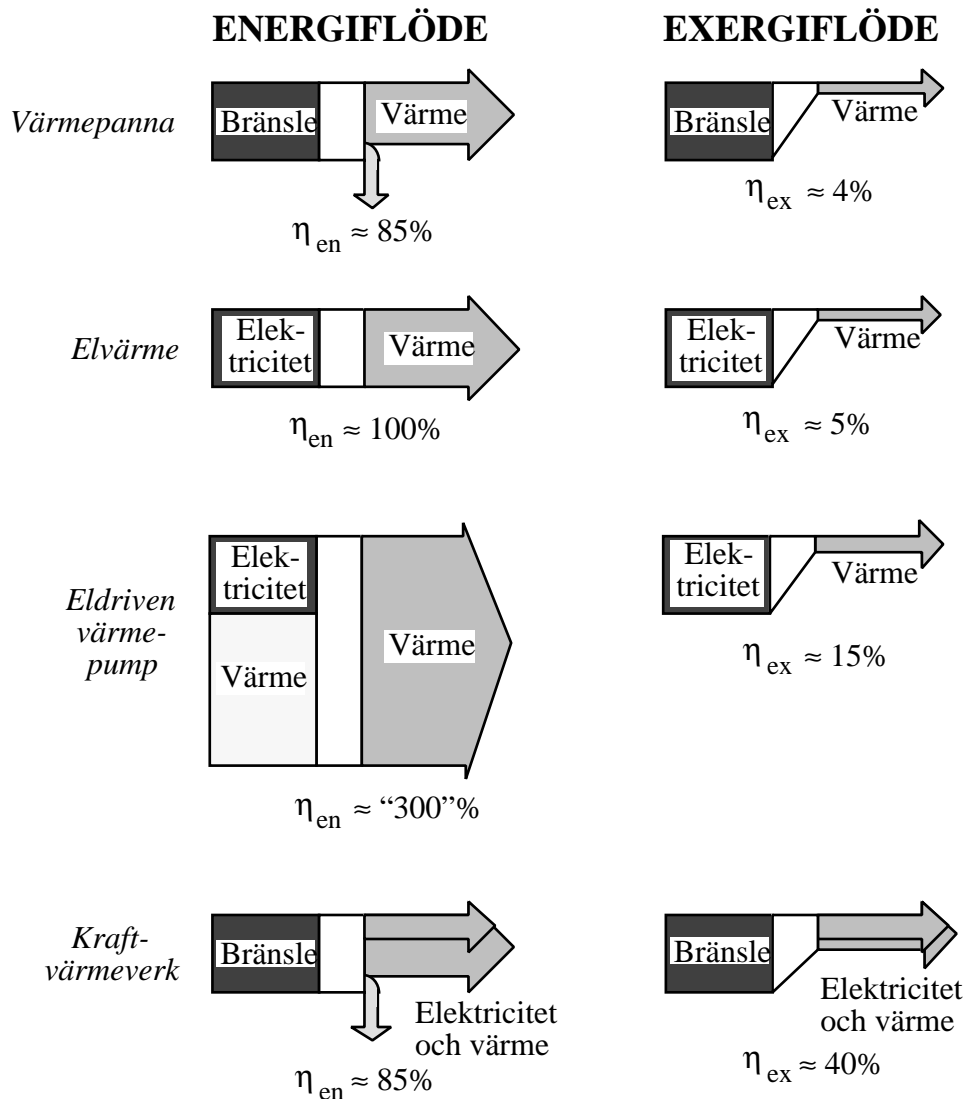 ENERGIFLÖDE
EXERGIFLÖDE
Värmepanna
Bränsle
Värme
η en ≈ 85%
Bränsle
Värme
η ex ≈ 4%
Elvärme
Elek-
tricitet
Värme
η en ≈ 100%
Elek-
tricitet
Värme
η ex ≈ 5%
Eldriven
värme-
pump
Elek-
tricitet
Värme
Värme
η en ≈ “300”%
Elek-
tricitet
Värme
η ex ≈ 15%
Kraft-
värmeverk
Bränsle
Elektricitet
och värme
η en ≈ 85%
Bränsle
Elektricitet
och värme
η ex ≈ 40%